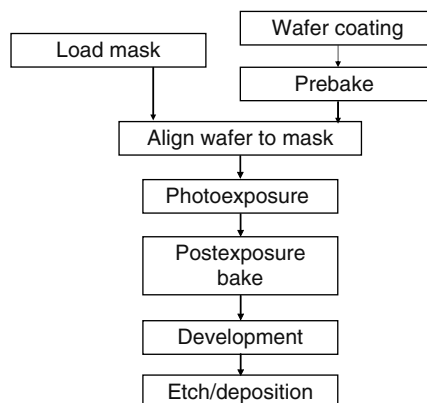 Wafer coating
Load mask
Prebake
Align wafer to mask
Photoexposure
Postexposure
bake
Development
Etch/deposition